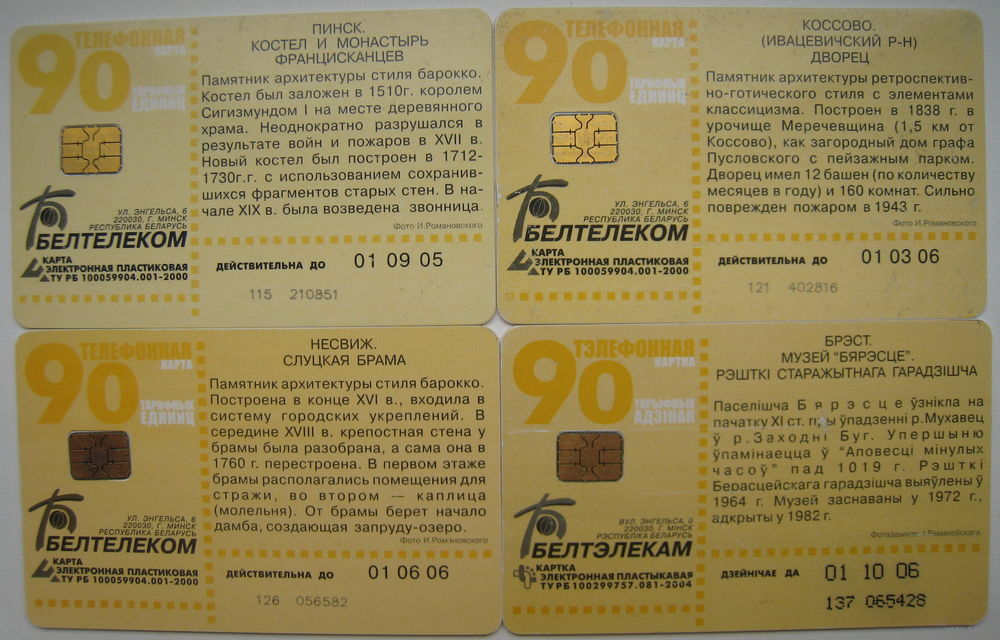 90
ТЕЛЕФОННАЯ
КАРТА
ТАРИФНЫХ
ЕДИНИЦ
УЛ. ЭНГЕЛЬСА, 6
220030, Г. МИНСК
РЕСПУБЛИКА БЕЛАРУСЬ
БЕЛТЕЛЕКОМ
КАРТА
ЭЛЕКТРОННАЯ ПЛАСТИКОВАЯ
ТУ РБ 100059904.001-2000
ПИНСК.
КОСТЕЛ И МОНАСТЫРЬ
ФРАНЦИСКАНЦЕВ
Памятник архитектуры стиля барокко.
Костел был заложен в 1510г. королем
Сигизмундом I на месте деревянного
храма. Неоднократно разрушался в
результате войн и пожаров в XVII в.
Новый костел был построен в 1712-
1730г.г. с использованием сохранив-
шихся фрагментов старых стен. В на-
чале XIX в. была возведена звонница.
Фото И.Романовского
ДЕЙСТВИТЕЛЬНА ДО 01 09 05
115 210851
90
ТЕЛЕФОННАЯ
КАРТА
ТАРИФНЫХ
ЕДИНИЦ
УЛ. ЭНГЕЛЬСА, 6
220030, Г. МИНСК
РЕСПУБЛИКА БЕЛАРУСЬ
БЕЛТЕЛЕКОМ
КАРТА
ЭЛЕКТРОННАЯ ПЛАСТИКОВАЯ
ТУ РБ 100059904.001-2000
КОССОВО.
(ИВАЦЕВИЧСКИЙ Р-Н)
ДВОРЕЦ
Памятник архитектуры ретроспектив-
но-готического стиля с элементами
классицизма. Построен в 1838 г. в
урочище Меречевщина (1,5 км от
Коссово), как загородный дом графа
Пусловского с пейзажным парком.
Дворец имел 12 башен (по количеству
месяцев в году) и 160 комнат. Сильно
поврежден пожаром в 1943 г.
Фото И.Романовского
ДЕЙСТВИТЕЛЬНА ДО 01 03 06
121 402816
90
ТЕЛЕФОННАЯ
КАРТА
ТАРИФНЫХ
ЕДИНИЦ
УЛ. ЭНГЕЛЬСА, 6
220030, Г. МИНСК
РЕСПУБЛИКА БЕЛАРУСЬ
БЕЛТЕЛЕКОМ
КАРТА
ЭЛЕКТРОННАЯ ПЛАСТИКОВАЯ
ТУ РБ 100059904.001-2000
НЕСВИЖ.
СЛУЦКАЯ БРАМА
Памятник архитектуры стиля барокко.
Построена в конце XVI в., входила в
систему городских укреплений. В
середине XVIII в. крепостная стена у
брамы была разобрана, а сама она в
1760 г. перестроена. В первом этаже
брамы располагались помещения для
стражи, во втором — каплица
(молельня). От брамы берет начало
дамба, создающая запруду-озеро.
Фото И.Романовского
ДЕЙСТВИТЕЛЬНА ДО 01 06 06
126 056582
90
ТЭЛЕФОННАЯ
КАРТКА
ТАРЫФНЫХ
АДЗІНАК
ВУЛ. ЭНГЕЛЬСА, 6
220030, Г. МІНСК
РЭСПУБЛІКА БЕЛАРУСЬ
БЕЛТЭЛЕКАМ
КАРТКА
ЭЛЕКТРОННАЯ ПЛАСТЫКАВАЯ
ТУ РБ 100299757.081-2004
БРЭСТ.
МУЗЕЙ "БЯРЭСЦЕ".
РЭШТКІ СТАРАЖЫТНАГА ГАРАДЗІШЧА
Паселішча Бярэсце ўзнікла на
пачатку XI ст. пры ўпадзенні р.Мухавец
ў р.Заходні Буг. Упершыню
ўпамінаецца ў "Аповесці мінулых
часоў" пад 1019 г. Рэшткі
Берасцейскага гарадзішча выяўлены ў
1964 г. Музей заснаваны у 1972 г.,
адкрыты у 1982 г.
Фотаздымак І.Раманоўскага
ДЗЕЙНІЧАЕ ДА 01 10 06
137 065428